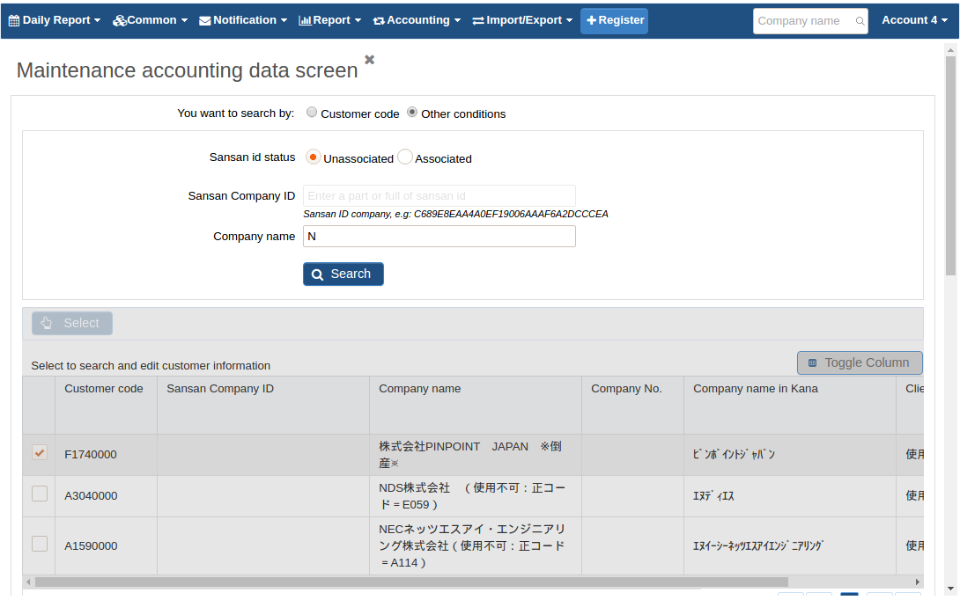 Daily Report Common Notification Report Accounting Import/Export Register Company name Account 4
Maintenance accounting data screen
You want to search by: Customer code Other conditions
Sansan id status Unassociated Associated
Sansan Company ID Enter a part or full of sansan id
Sansan ID company, e.g: C689E8EAA4A0EF19006AAAF6A2DCCCEA
Company name N
Search
Select
Select to search and edit customer information
Toggle Column
Customer code Sansan Company ID Company name Company No. Company name in Kana Clie
F1740000 株式会社PINPOINT JAPAN ※倒 ﾋﾟﾝﾎﾟｲﾝﾄｼﾞｬﾊﾟﾝ 使用
産※
A3040000 NDS株式会社 （使用不可：正コー ｴﾇﾃﾞｨｴｽ 使用
ド＝E059）
NECネッツエスアイ・エンジニアリ
A1590000 ング株式会社（使用不可：正コード ｴﾇｲｰｼｰﾈｯﾂｴｽｱｲｴﾝｼﾞﾆｱﾘﾝｸﾞ 使用
＝A114）